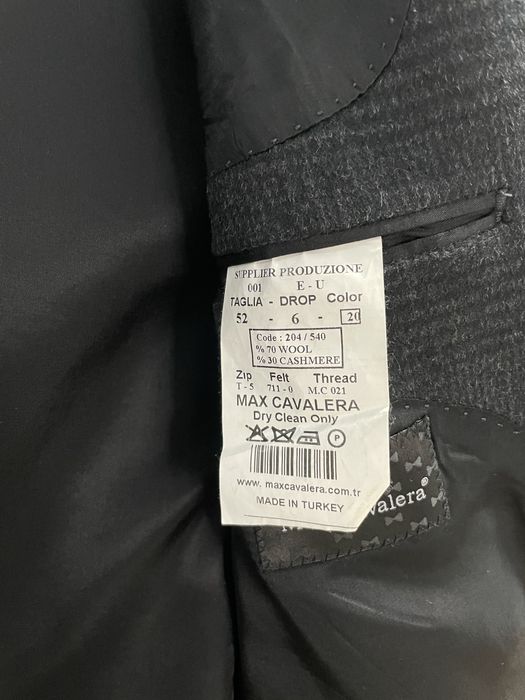 SUPPLIER PRODUZIONE
001 E - U
TAGLIA - DROP Color
52 - 6 - 20
Code : 204 / 540
% 70 WOOL
% 30 CASHMERE
Zip Felt Thread
T - 5 711 - 0 M.C 021
MAX CAVALERA
Dry Clean Only
P
www. maxcavalera.com.tr
MADE IN TURKEY
valera®